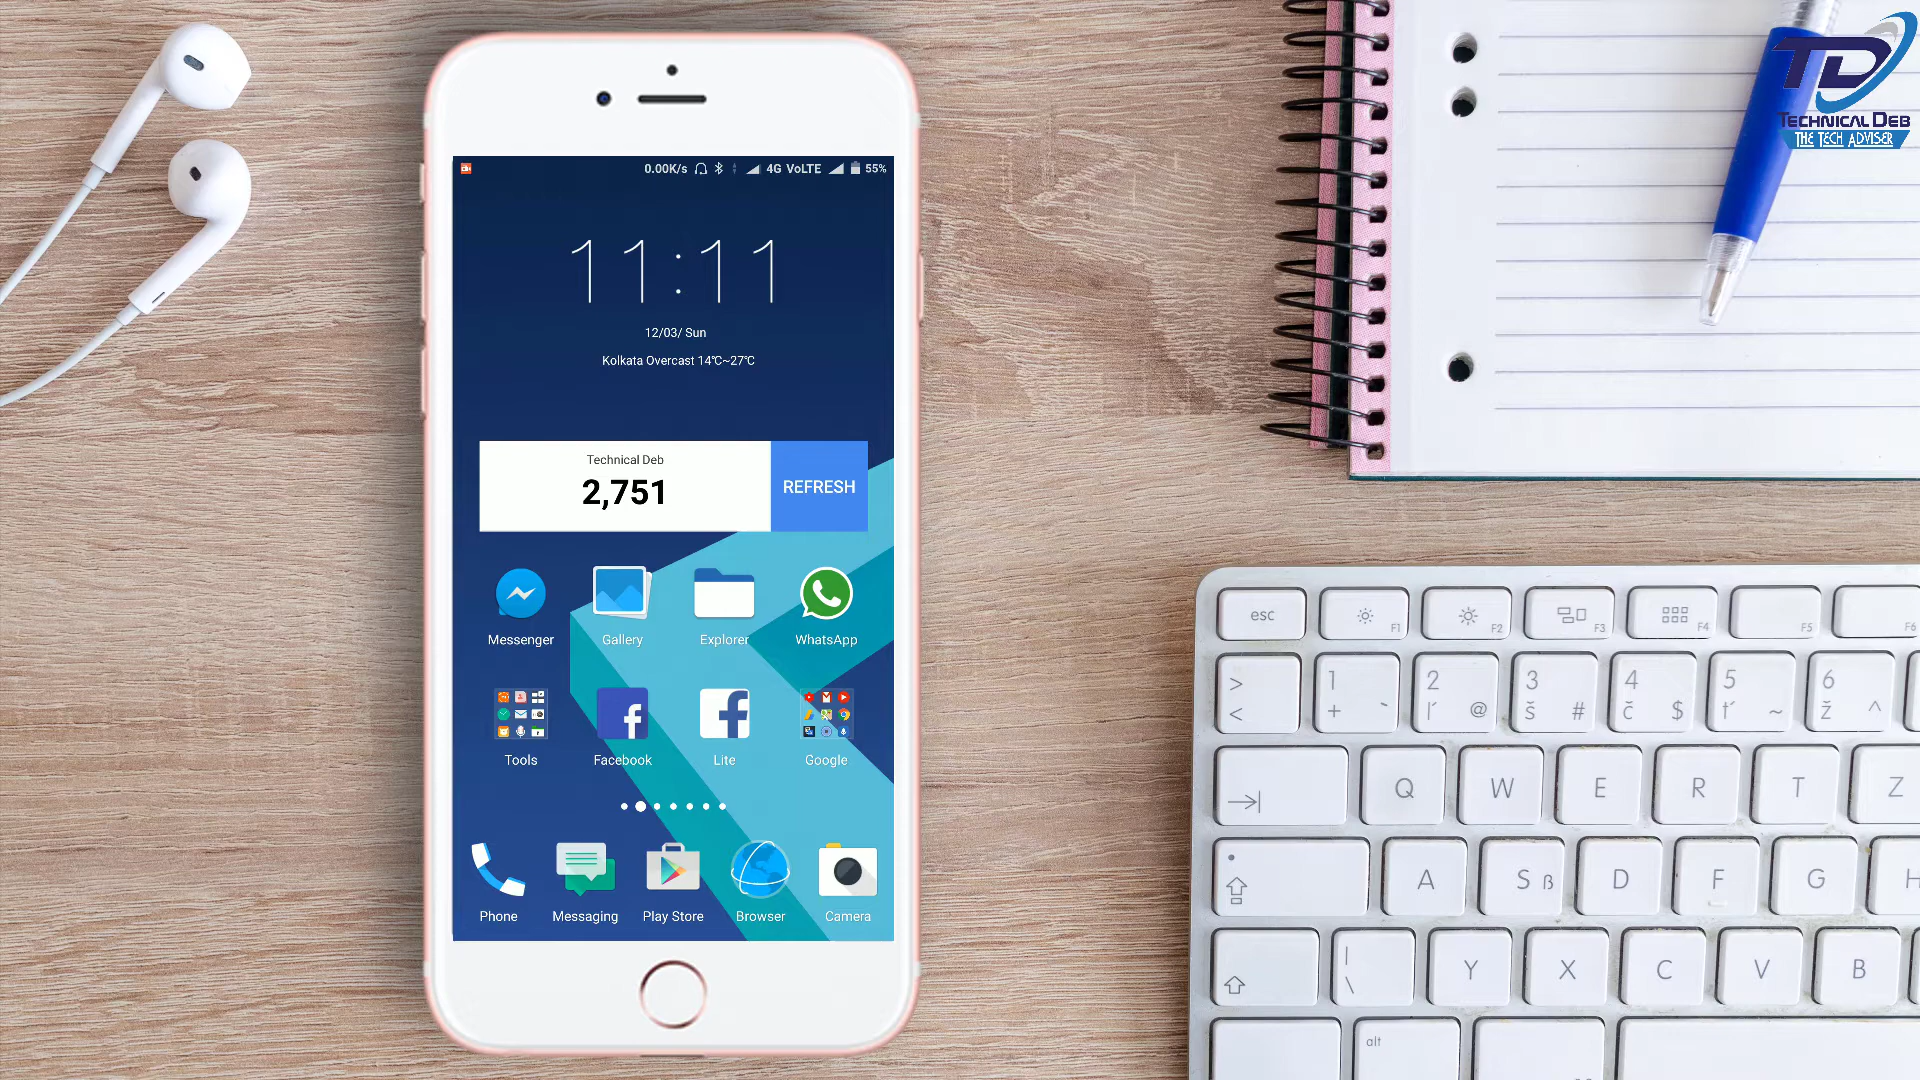 TD
TECHNICAL DEB
THE TECH ADVISER
0.00K/s 4G VoLTE 55%
11:11
12/03/ Sun
Kolkata Overcast 14℃~27℃
Technical Deb
2,751
REFRESH
Messenger Gallery Explorer WhatsApp
Tools Facebook Lite Google
Phone Messaging Play Store Browser Camera
esc F1 F2 F3 F4 F5 F6
> 1 2 3 4 5 6
< + ` ľ @ š # č $ ť ~ ž ^
Q W E R T Z
A S ß D F G H
| \ Y X C V B
alt